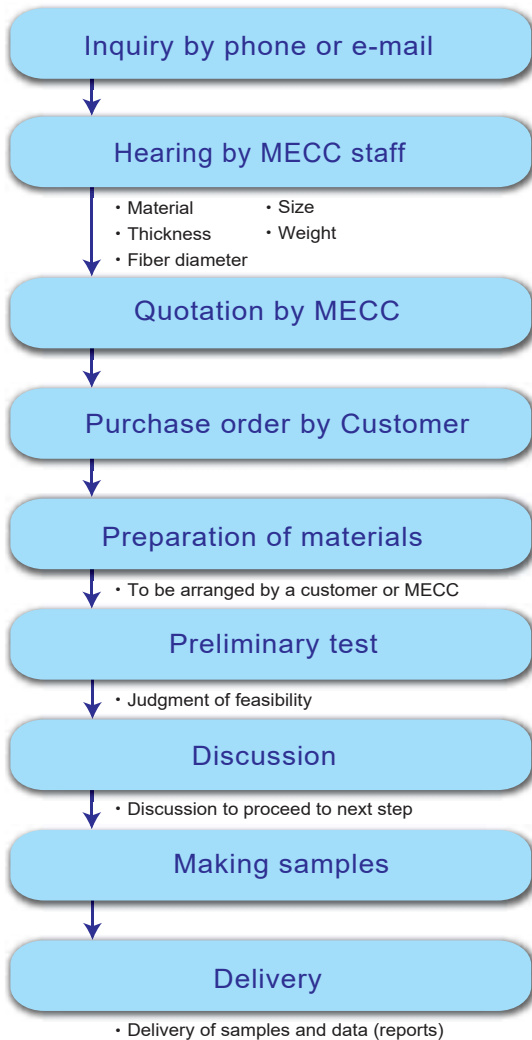 Inquiry by phone or e-mail
Hearing by MECC staff
・Material ・Size
・Thickness ・Weight
・Fiber diameter
Quotation by MECC
Purchase order by Customer
Preparation of materials
・To be arranged by a customer or MECC
Preliminary test
・Judgment of feasibility
Discussion
・Discussion to proceed to next step
Making samples
Delivery
・Delivery of samples and data (reports)